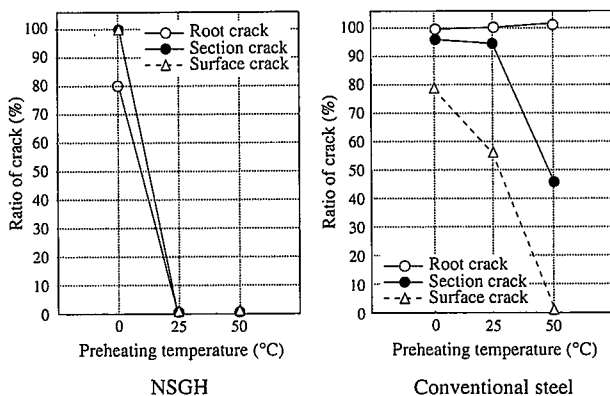 Ratio of crack (%)
100
90
80
70
60
50
40
30
20
10
0
Root crack
Section crack
Surface crack
0 25 50
Preheating temperature (°C)
NSGH
Ratio of crack (%)
100
90
80
70
60
50
40
30
20
10
0
Root crack
Section crack
Surface crack
0 25 50
Preheating temperature (°C)
Conventional steel